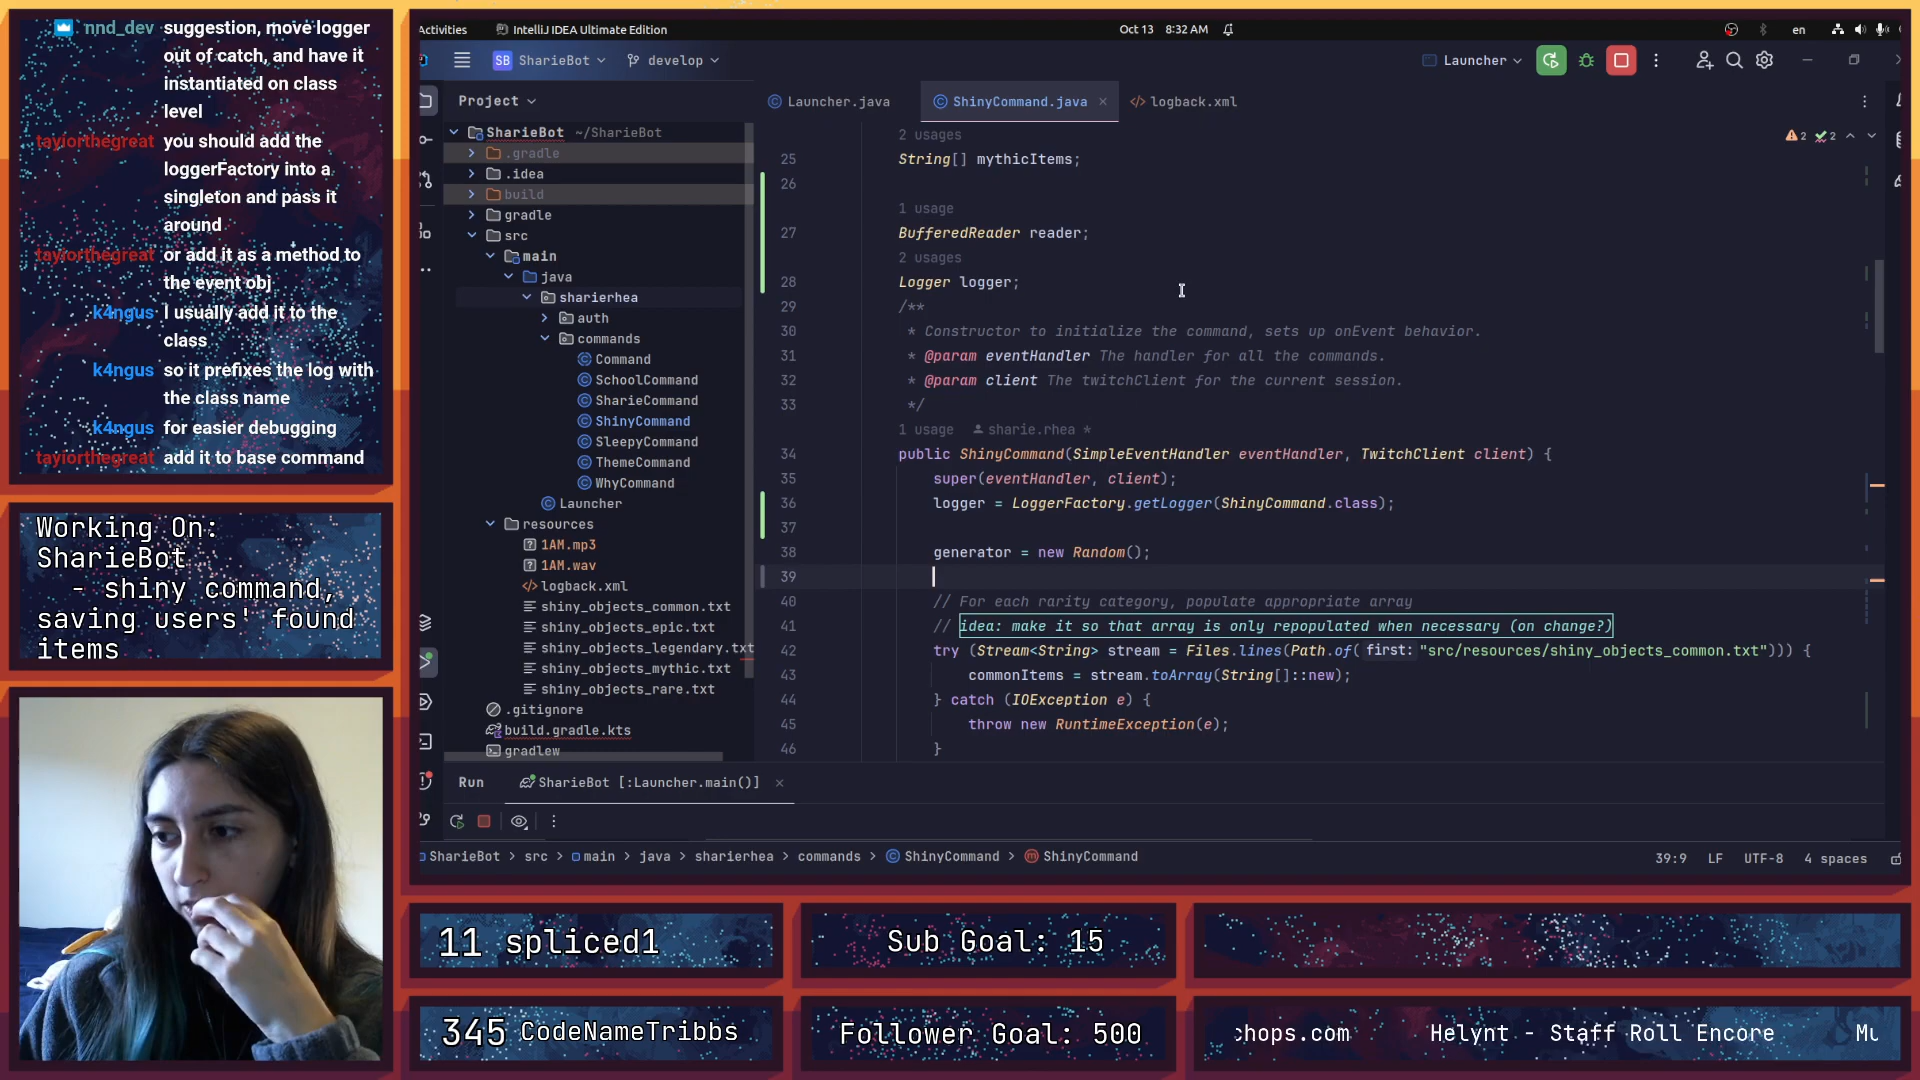 nnd_dev suggestion, move logger
out of catch, and have it
instantiated on class
level
taylorthegreat you should add the
loggerFactory into a
singleton and pass it
around
taylorthegreat or add it as a method to
the event obj
k4ngus I usually add it to the
class
k4ngus so it prefixes the log with
the class name
k4ngus for easier debugging
taylorthegreat add it to base command
Working On:
SharieBot
- shiny command,
saving users' found
items
Activities
IntelliJ IDEA Ultimate Edition
Oct 13 8:32 AM
en
SB SharieBot
develop
Launcher
Project
Launcher.java
ShinyCommand.java
logback.xml
SharieBot ~/SharieBot
.gradle
.idea
build
gradle
src
main
java
sharierhea
auth
commands
Command
SchoolCommand
SharieCommand
ShinyCommand
SleepyCommand
ThemeCommand
WhyCommand
Launcher
resources
1AM.mp3
1AM.wav
logback.xml
shiny_objects_common.txt
shiny_objects_epic.txt
shiny_objects_legendary.txt
shiny_objects_mythic.txt
shiny_objects_rare.txt
.gitignore
build.gradle.kts
gradlew
2 2
2 usages
25 String[] mythicItems;
26
1 usage
27 BufferedReader reader;
2 usages
28 Logger logger;
29 /**
30 * Constructor to initialize the command, sets up onEvent behavior.
31 * @param eventHandler The handler for all the commands.
32 * @param client The twitchClient for the current session.
33 */
1 usage sharie.rhea *
34 public ShinyCommand(SimpleEventHandler eventHandler, TwitchClient client) {
35 super(eventHandler, client);
36 logger = LoggerFactory.getLogger(ShinyCommand.class);
37
38 generator = new Random();
39
40 // For each rarity category, populate appropriate array
41 // idea: make it so that array is only repopulated when necessary (on change?)
42 try (Stream<String> stream = Files.lines(Path.of( first: "src/resources/shiny_objects_common.txt"))) {
43 commonItems = stream.toArray(String[]::new);
44 } catch (IOException e) {
45 throw new RuntimeException(e);
46 }
Run
SharieBot [:Launcher.main()]
SharieBot > src > main > java > sharierhea > commands > ShinyCommand > ShinyCommand
39:9 LF UTF-8 4 spaces
11 spliced1
Sub Goal: 15
345 CodeNameTribbs
Follower Goal: 500
chops.com Helynt - Staff Roll Encore Mu